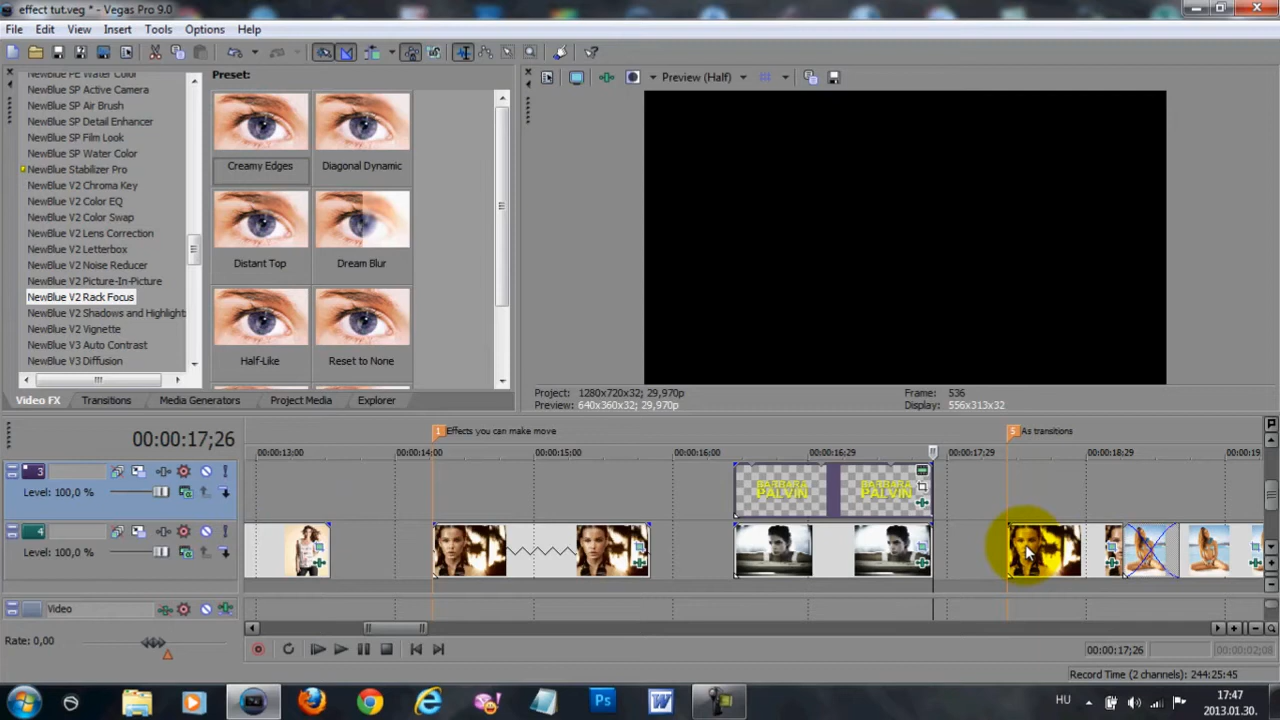 effect tut.veg * - Vegas Pro 9.0
File Edit View Insert Tools Options Help
NewBlue PE Water Color
NewBlue SP Active Camera
NewBlue SP Air Brush
NewBlue SP Detail Enhancer
NewBlue SP Film Look
NewBlue SP Water Color
NewBlue Stabilizer Pro
NewBlue V2 Chroma Key
NewBlue V2 Color EQ
NewBlue V2 Color Swap
NewBlue V2 Lens Correction
NewBlue V2 Letterbox
NewBlue V2 Noise Reducer
NewBlue V2 Picture-In-Picture
NewBlue V2 Rack Focus
NewBlue V2 Shadows and Highlight
NewBlue V2 Vignette
NewBlue V3 Auto Contrast
NewBlue V3 Diffusion
Preset:
Creamy Edges
Diagonal Dynamic
Distant Top
Dream Blur
Half-Like
Reset to None
Video FX Transitions Media Generators Project Media Explorer
Preview (Half)
Project: 1280x720x32; 29,970p
Preview: 640x360x32; 29,970p
Frame: 536
Display: 556x313x32
00:00:17;26
1 Effects you can make move
5 As transitions
00:00:13;00 00:00:14;00 00:00:15;00 00:00:16;00 00:00:16;29 00:00:17;29 00:00:18;29 00:00:19
3
Level: 100,0 %
BARBARA PALVIN
BARBARA PALVIN
4
Level: 100,0 %
Video
Rate: 0,00
00:00:17;26
00:00:02;08
Record Time (2 channels): 244:25:45
HU
17:47
2013.01.30.